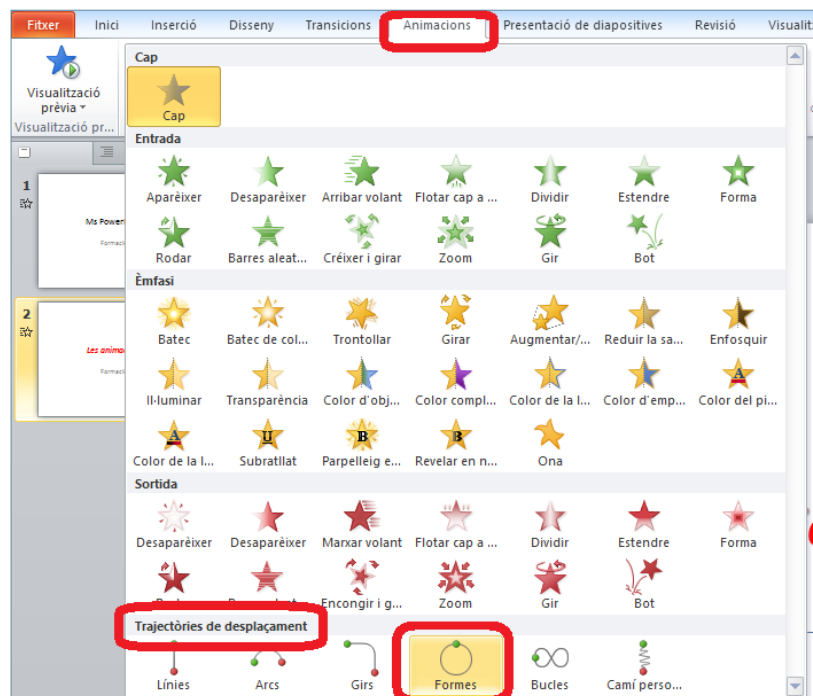 Fitxer Inici Inserció Disseny Transicions Animacions Presentació de diapositives Revisió Visualit
Visualització
prèvia
Visualització pr...
Cap
Cap
Entrada
Aparèixer Desaparèixer Arribar volant Flotar cap a ... Dividir Estendre Forma
Rodar Barres aleat... Créixer i girar Zoom Gir Bot
Èmfasi
Batec Batec de col... Trontollar Girar Augmentar/... Reduir la sa... Enfosquir
Il·luminar Transparència Color d'obj... Color compl... Color de la l... Color d'emp... Color del pi...
Color de la l... Subratllat Parpelleig e... Revelar en n... Ona
Sortida
Desaparèixer Desaparèixer Marxar volant Flotar cap a ... Dividir Estendre Forma
Encongir i g... Zoom Gir Bot
Trajectòries de desplaçament
Línies Arcs Girs Formes Bucles Camí perso...
1
Ms Power
Formaci
2
Les anima
Formaci